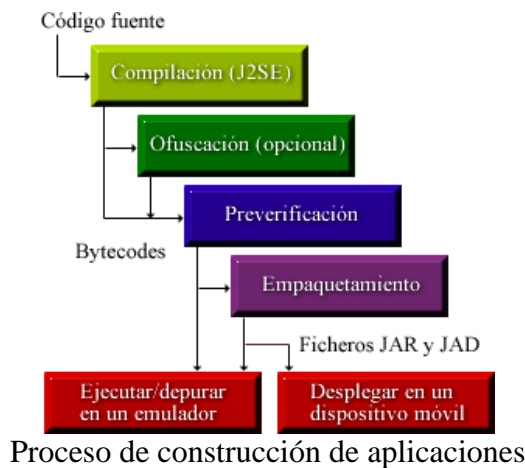 Código fuente
Compilación (J2SE)
Ofuscación (opcional)
Preverificación
Bytecodes
Empaquetamiento
Ficheros JAR y JAD
Ejecutar/depurar
en un emulador
Desplegar en un
dispositivo móvil
Proceso de construcción de aplicaciones